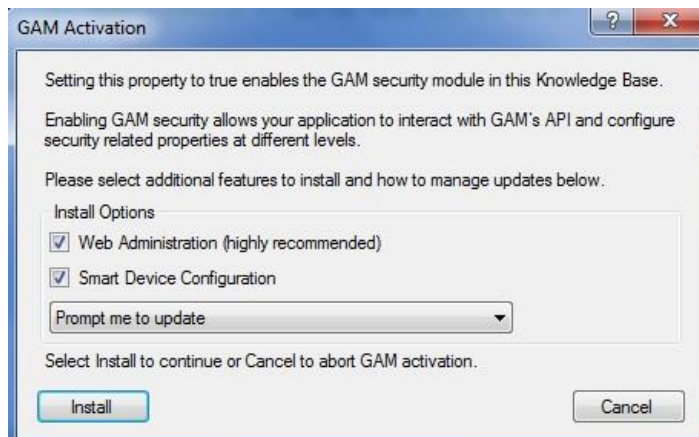 GAM Activation
Setting this property to true enables the GAM security module in this Knowledge Base.
Enabling GAM security allows your application to interact with GAM's API and configure
security related properties at different levels.
Please select additional features to install and how to manage updates below.
Install Options
Web Administration (highly recommended)
Smart Device Configuration
Prompt me to update
Select Install to continue or Cancel to abort GAM activation.
Install Cancel